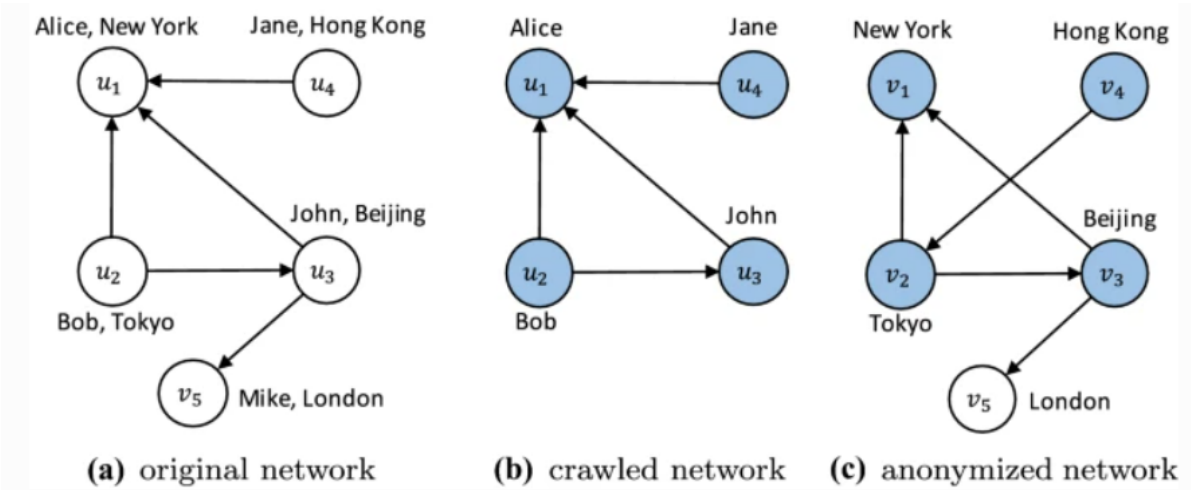 Alice, New York
Jane, Hong Kong
u₁
u₄
John, Beijing
u₂
u₃
Bob, Tokyo
v₅
Mike, London
(a) original network
Alice
Jane
u₁
u₄
John
u₂
u₃
Bob
(b) crawled network
New York
Hong Kong
v₁
v₄
Beijing
v₂
v₃
Tokyo
v₅
London
(c) anonymized network